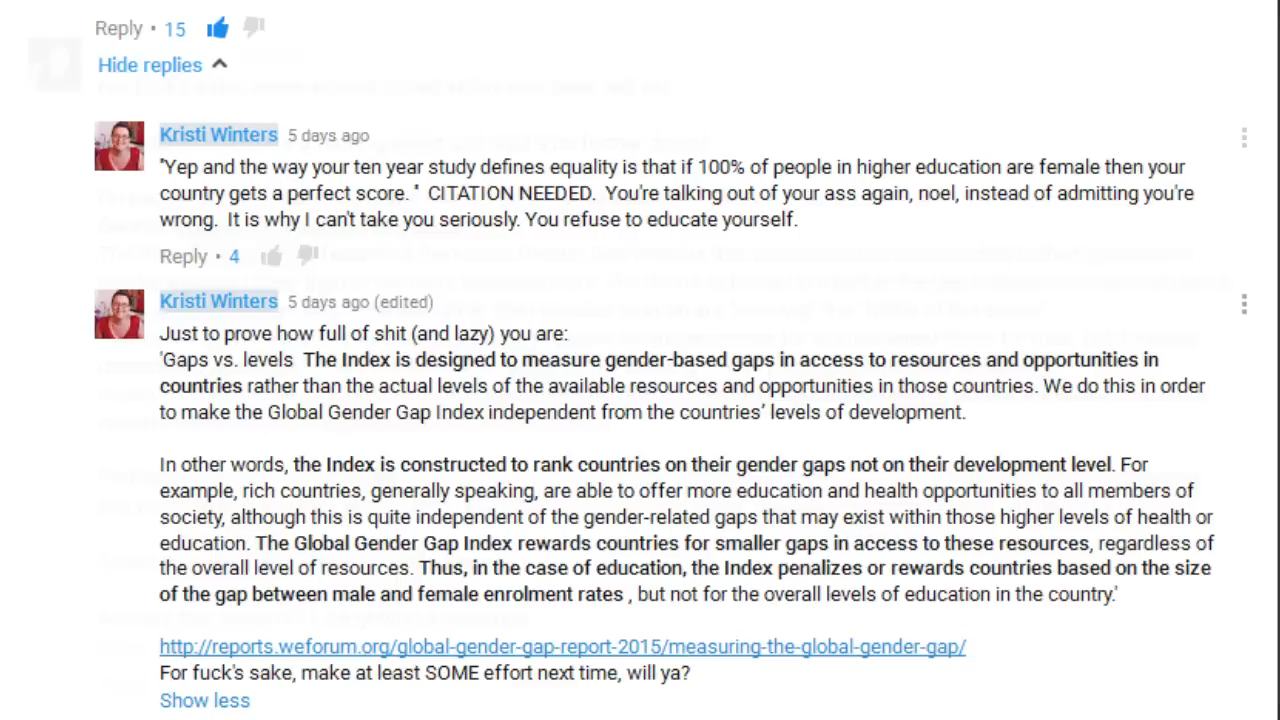 Reply • 15
Hide replies
Kristi Winters 5 days ago
"Yep and the way your ten year study defines equality is that if 100% of people in higher education are female then your
country gets a perfect score. "  CITATION NEEDED.  You're talking out of your ass again, noel, instead of admitting you're
wrong.  It is why I can't take you seriously. You refuse to educate yourself.
Reply • 4
Kristi Winters 5 days ago (edited)
Just to prove how full of shit (and lazy) you are:
'Gaps vs. levels  The Index is designed to measure gender-based gaps in access to resources and opportunities in
countries rather than the actual levels of the available resources and opportunities in those countries. We do this in order
to make the Global Gender Gap Index independent from the countries’ levels of development.
In other words, the Index is constructed to rank countries on their gender gaps not on their development level. For
example, rich countries, generally speaking, are able to offer more education and health opportunities to all members of
society, although this is quite independent of the gender-related gaps that may exist within those higher levels of health or
education. The Global Gender Gap Index rewards countries for smaller gaps in access to these resources, regardless of
the overall level of resources. Thus, in the case of education, the Index penalizes or rewards countries based on the size
of the gap between male and female enrolment rates , but not for the overall levels of education in the country.'
http://reports.weforum.org/global-gender-gap-report-2015/measuring-the-global-gender-gap/
For fuck's sake, make at least SOME effort next time, will ya?
Show less